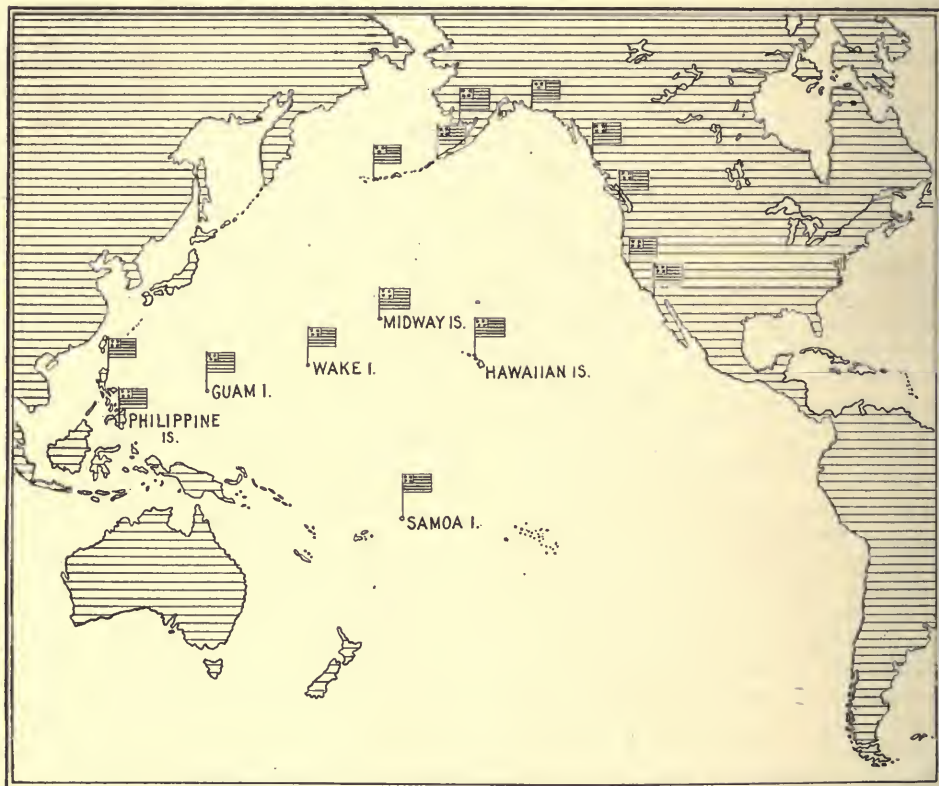 MIDWAY IS.
WAKE I.
HAWAIIAN IS.
GUAM I.
PHILIPPINE
IS.
SAMOA I.